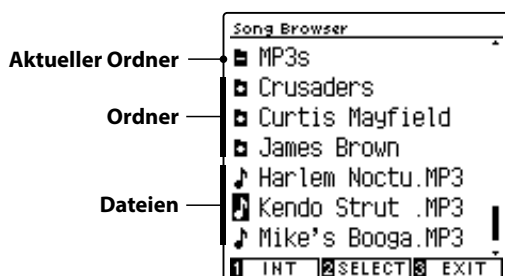 Song Browser
Aktueller Ordner
MP3s
Crusaders
Ordner
Curtis Mayfield
James Brown
Harlem Noctu.MP3
Dateien
Kendo Strut .MP3
Mike's Booga.MP3
1 INT 2 SELECT 3 EXIT